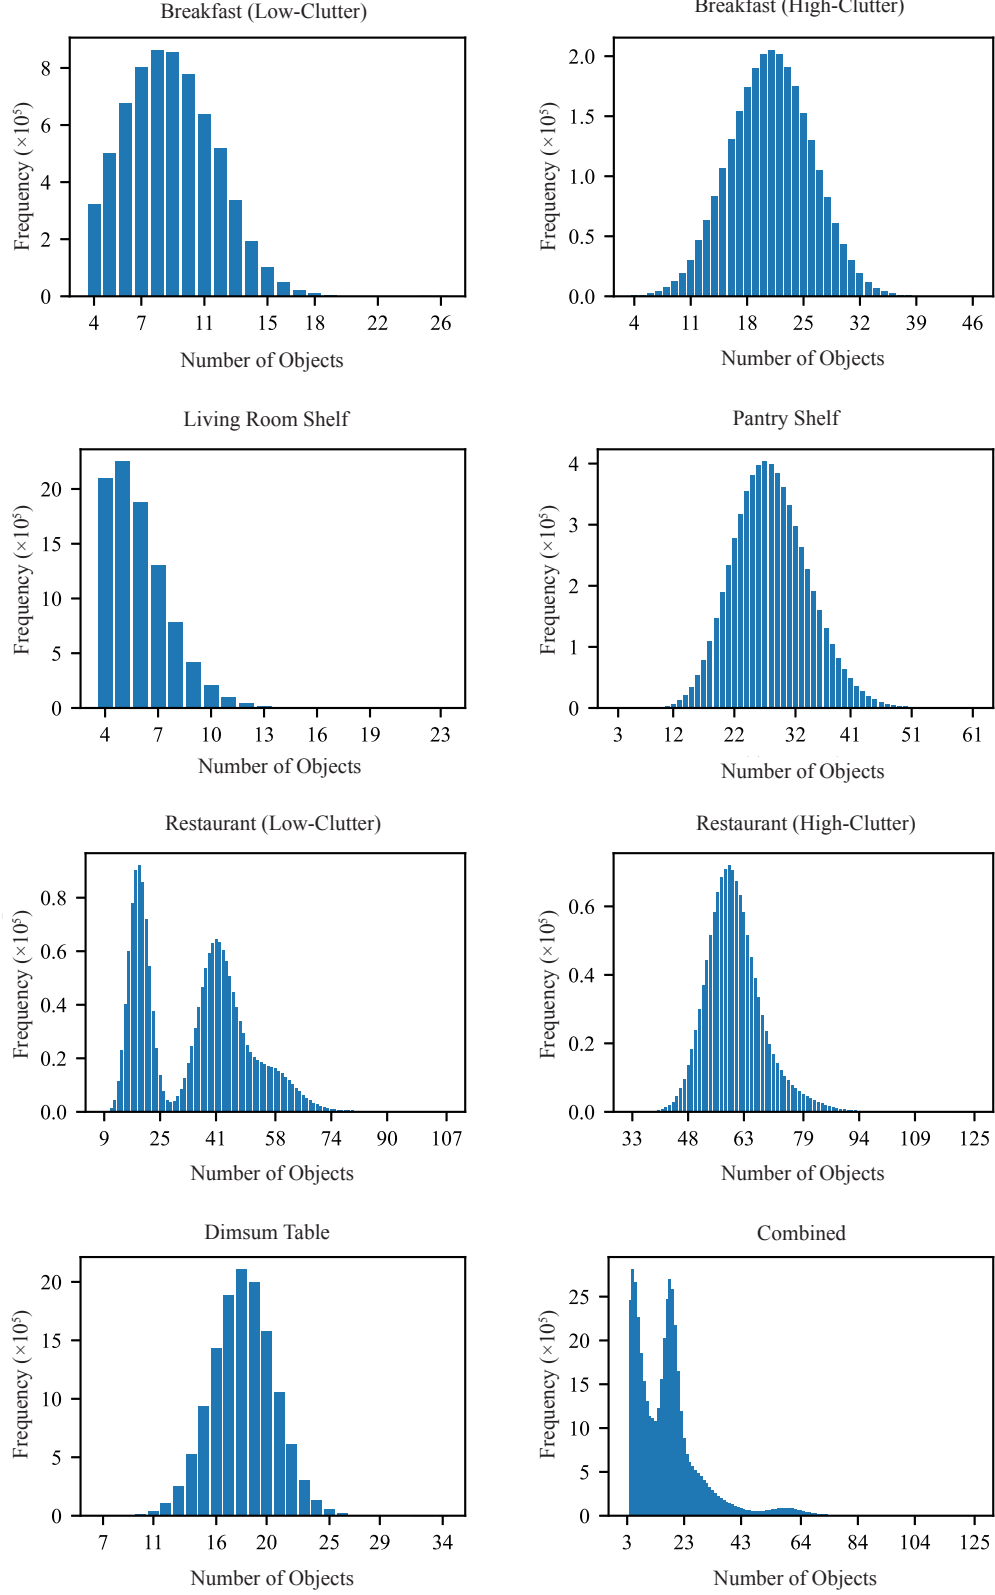 Breakfast (Low-Clutter)
Frequency (×10⁵)
8
6
4
2
0
4 7 11 15 18 22 26
Number of Objects
Breakfast (High-Clutter)
Frequency (×10⁵)
2.0
1.5
1.0
0.5
0.0
4 11 18 25 32 39 46
Number of Objects
Living Room Shelf
Frequency (×10⁵)
20
15
10
5
0
4 7 10 13 16 19 23
Number of Objects
Pantry Shelf
Frequency (×10⁵)
4
3
2
1
0
3 12 22 32 41 51 61
Number of Objects
Restaurant (Low-Clutter)
Frequency (×10⁵)
0.8
0.6
0.4
0.2
0.0
9 25 41 58 74 90 107
Number of Objects
Restaurant (High-Clutter)
Frequency (×10⁵)
0.6
0.4
0.2
0.0
33 48 63 79 94 109 125
Number of Objects
Dimsum Table
Frequency (×10⁵)
20
15
10
5
0
7 11 16 20 25 29 34
Number of Objects
Combined
Frequency (×10⁵)
25
20
15
10
5
0
3 23 43 64 84 104 125
Number of Objects